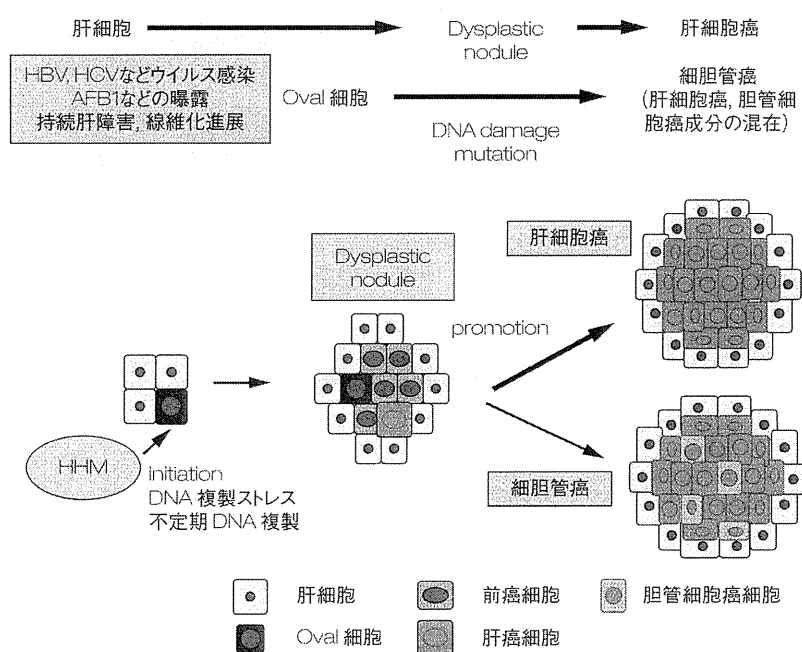 肝細胞
Dysplastic
nodule
肝細胞癌
HBV, HCVなどウイルス感染
AFB1などの曝露
持続肝障害, 線維化進展
Oval 細胞
DNA damage
mutation
細胆管癌
(肝細胞癌, 胆管細
胞癌成分の混在)
肝細胞癌
Dysplastic
nodule
promotion
HHM
initiation
DNA 複製ストレス
不定期 DNA 複製
細胆管癌
肝細胞
前癌細胞
胆管細胞癌細胞
Oval 細胞
肝癌細胞